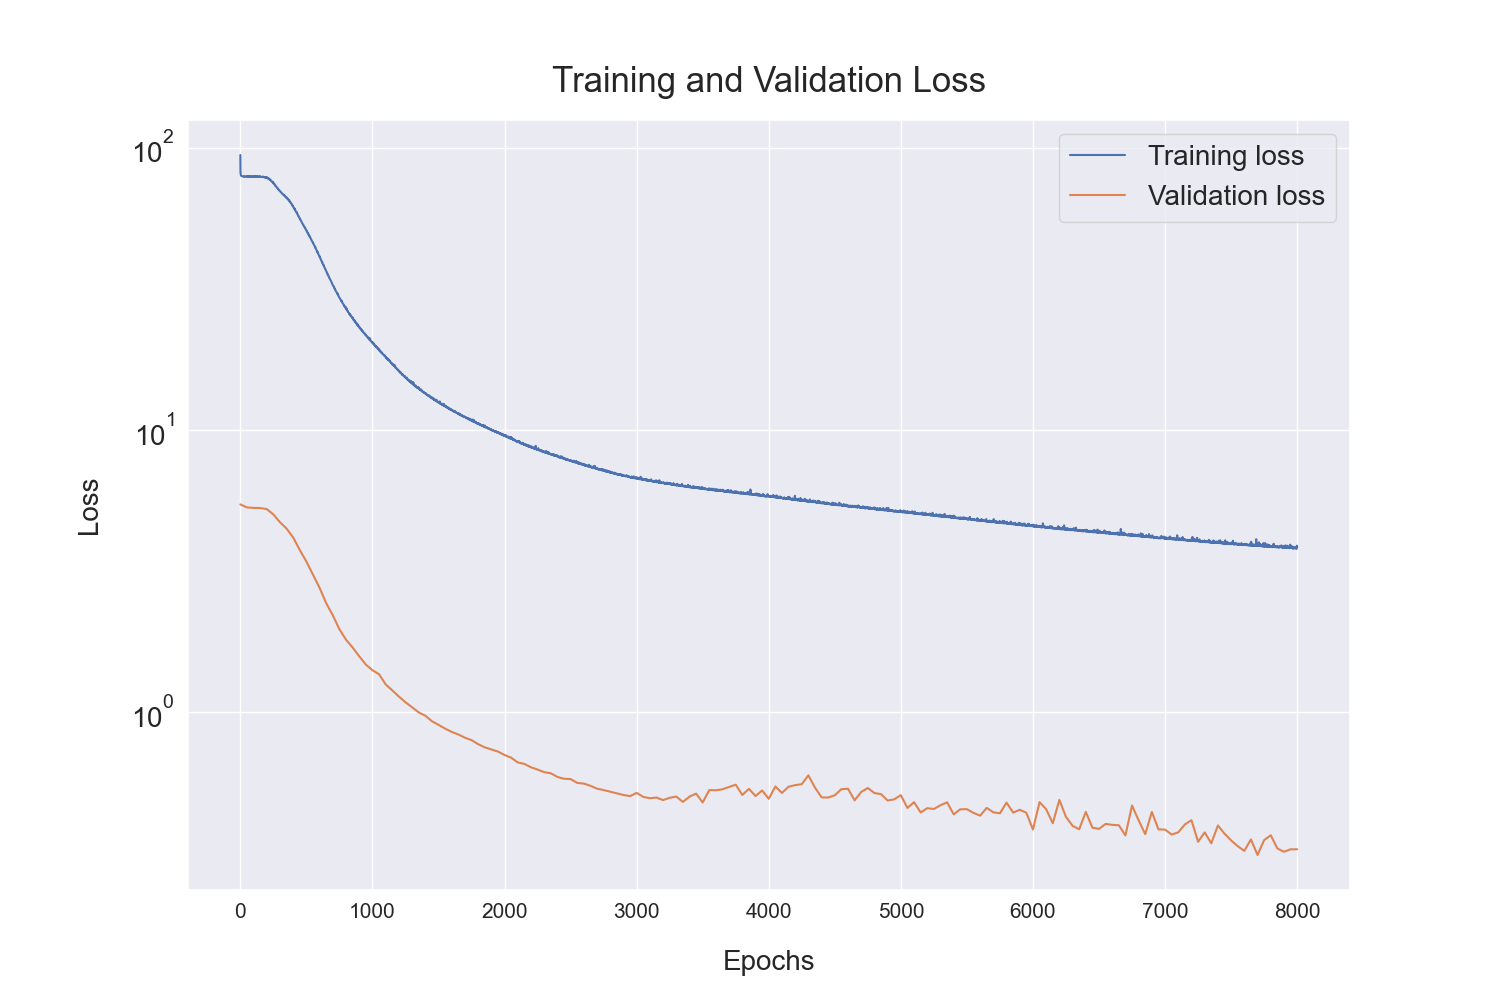 Training and Validation Loss
10^2
10^1
10^0
Loss
Training loss
Validation loss
0 1000 2000 3000 4000 5000 6000 7000 8000
Epochs